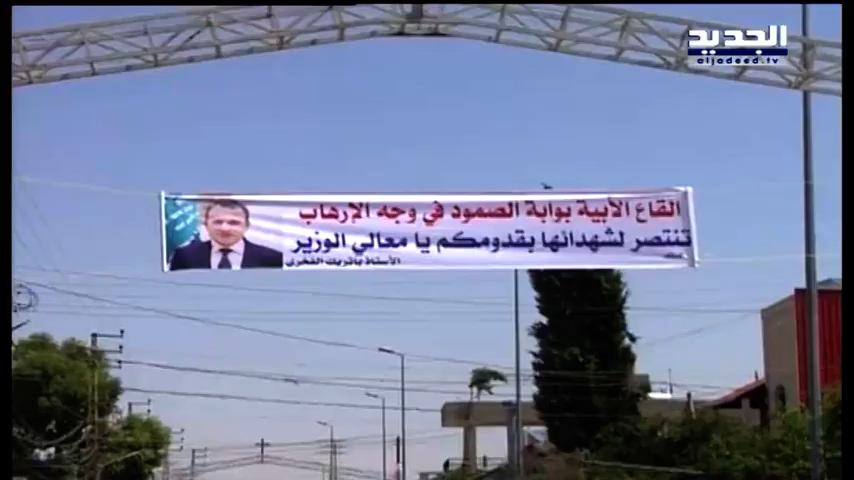 الجديد
aljadeed.tv
القاع الأبية بوابة الصمود في وجه الإرهاب
تنتصر لشهدائها بقدومكم يا معالي الوزير
الأستاذ باتريك الفخري